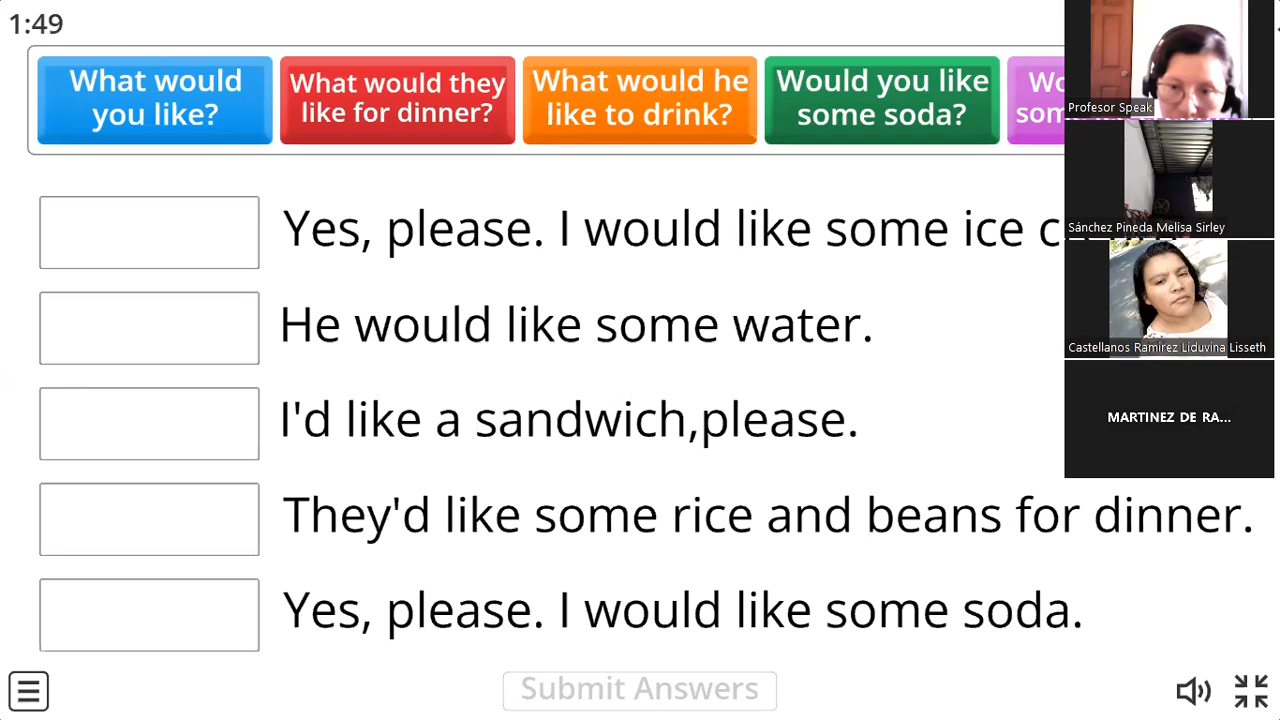 1:49
What would
you like?
What would they
like for dinner?
What would he
like to drink?
Would you like
some soda?
Profesor Speak
Yes, please. I would like some ice
Sánchez Pineda Melisa Sirley
He would like some water.
Castellanos Ramirez Liduvina Lisseth
I'd like a sandwich,please.
MARTINEZ DE RA...
They'd like some rice and beans for dinner.
Yes, please. I would like some soda.
Submit Answers